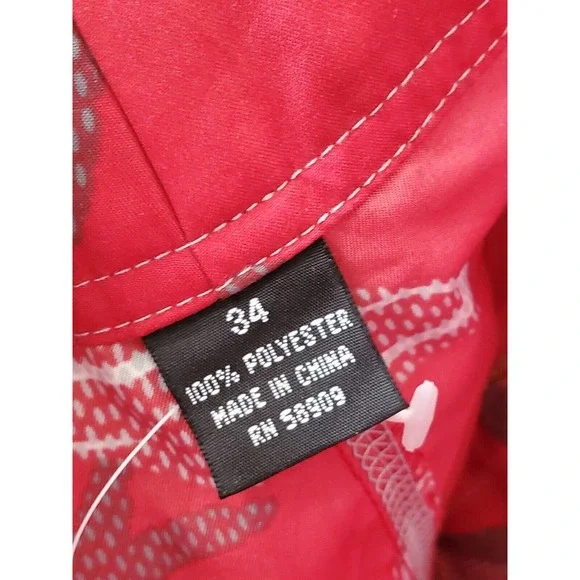 34
100% POLYESTER
MADE IN CHINA
RN 58909